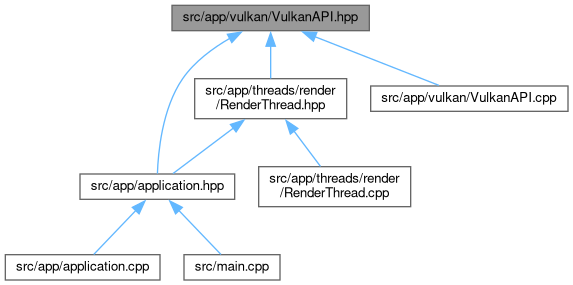 src/app/vulkan/VulkanAPI.hpp
src/app/threads/render
/RenderThread.hpp
src/app/vulkan/VulkanAPI.cpp
src/app/application.hpp
src/app/threads/render
/RenderThread.cpp
src/app/application.cpp
src/main.cpp